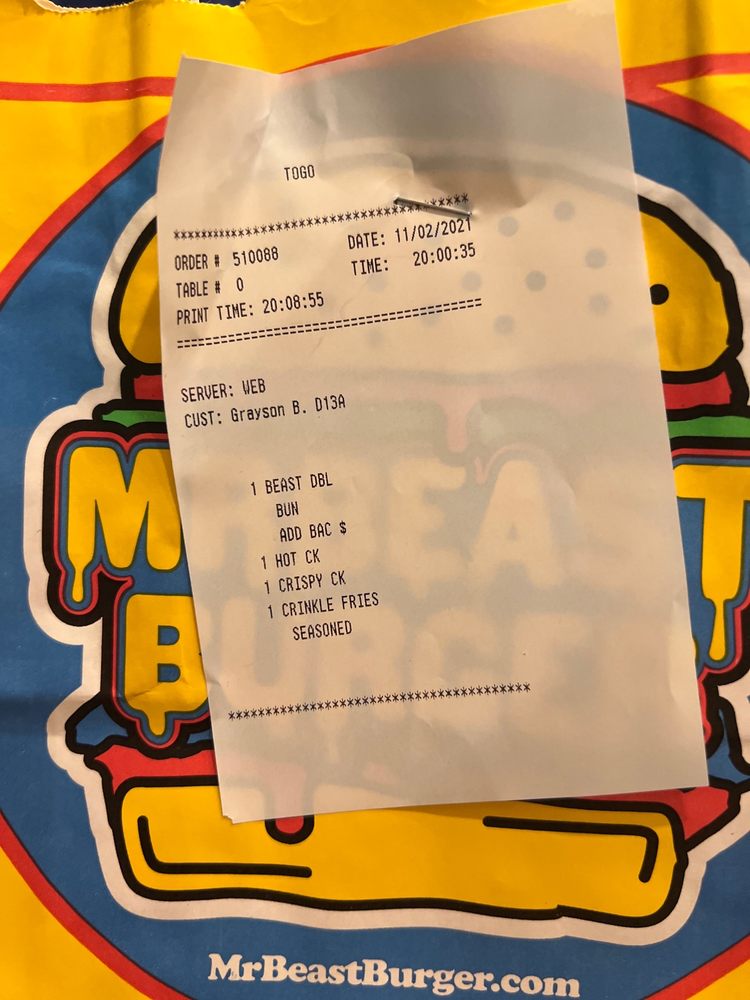 TOGO
***********************************
ORDER # 510088 DATE: 11/02/2021
TABLE # 0 TIME: 20:00:35
PRINT TIME: 20:08:55
===================================
SERVER: WEB
CUST: Grayson B. D13A
1 BEAST DBL
BUN
ADD BAC $
1 HOT CK
1 CRISPY CK
1 CRINKLE FRIES
SEASONED
***********************************
MRBEAST
BURGER
MrBeastBurger.com